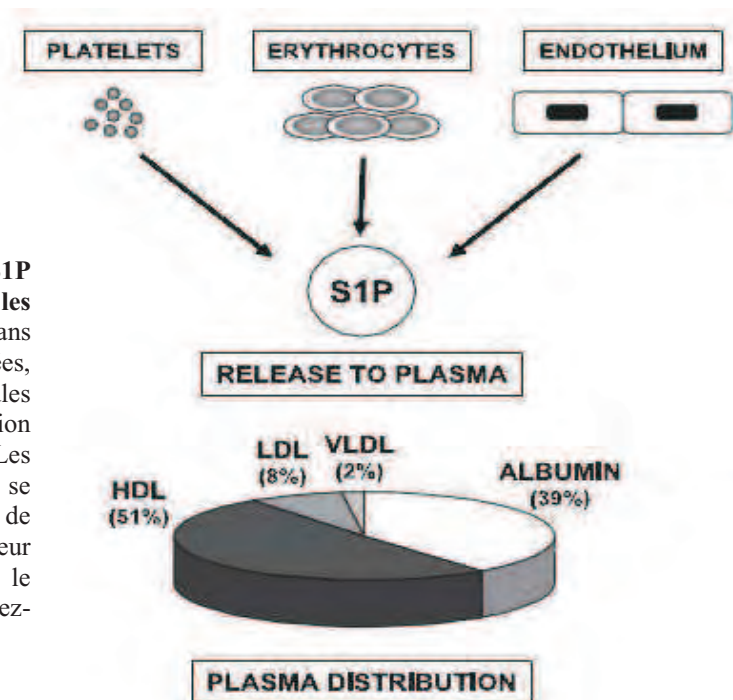 PLATELETS ERYTHROCYTES ENDOTHELIUM
S1P
RELEASE TO PLASMA
LDL VLDL
(8%) (2%)
HDL
(51%)
ALBUMIN
(39%)
PLASMA DISTRIBUTION
1P
les
ans
es,
les
ion
Les
se
de
eur
le
ez-